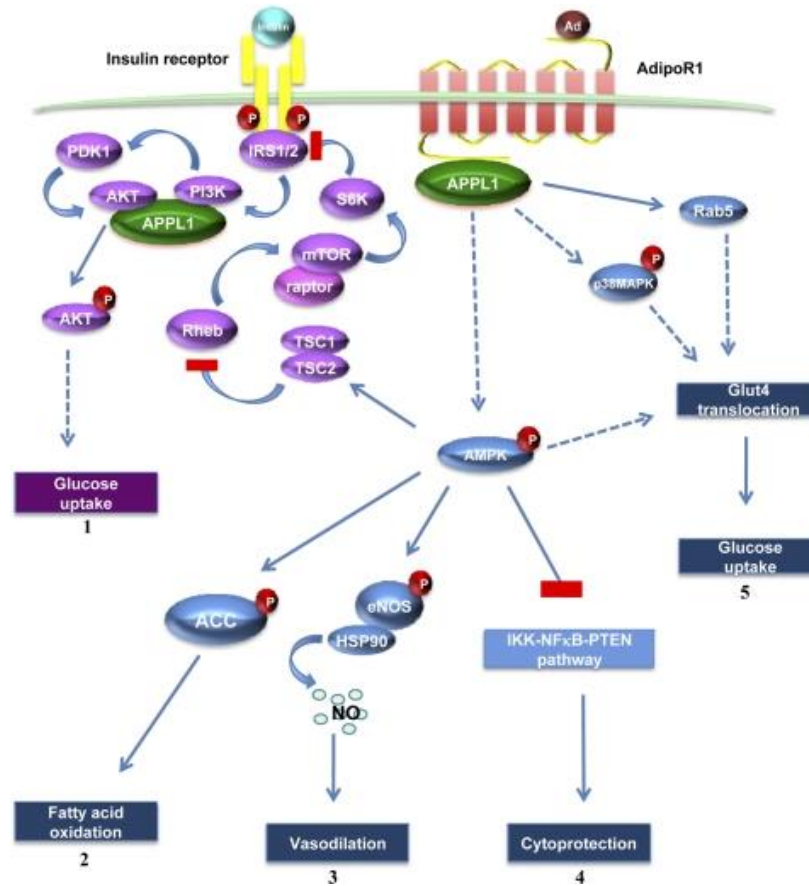 Insulin
Ad
Insulin receptor
AdipoR1
P
P
PDK1
IRS1/2
AKT
PI3K
APPL1
S6K
APPL1
Rab5
mTOR
raptor
P
p38MAPK
P
AKT
Rheb
TSC1
TSC2
Glut4
translocation
P
AMPK
Glucose
uptake
1
Glucose
uptake
5
P
ACC
P
eNOS
HSP90
IKK-NFκB-PTEN
pathway
NO
Fatty acid
oxidation
2
Vasodilation
3
Cytoprotection
4